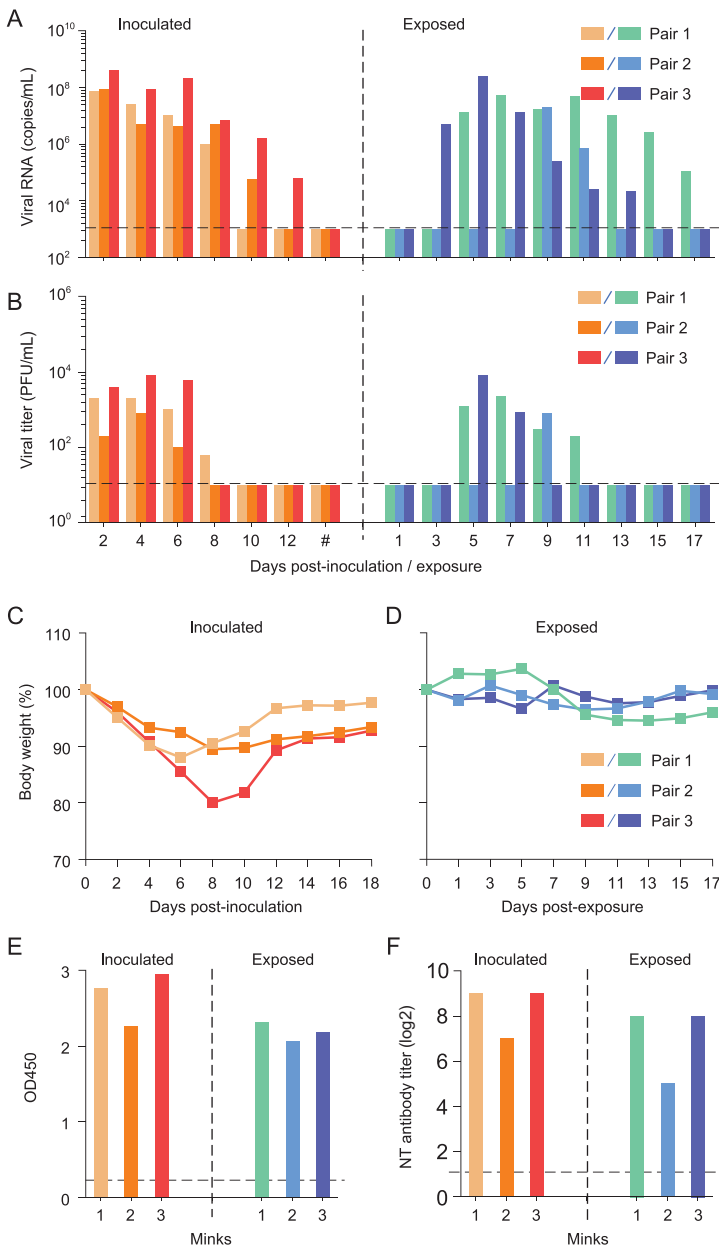 A
Inoculated
Exposed
Viral RNA (copies/mL)
10^10
10^8
10^6
10^4
10^2
/ Pair 1
/ Pair 2
/ Pair 3
B
Viral titer (PFU/mL)
10^6
10^4
10^2
10^0
/ Pair 1
/ Pair 2
/ Pair 3
2 4 6 8 10 12 # 1 3 5 7 9 11 13 15 17
Days post-inoculation / exposure
C
Inoculated
Body weight (%)
110
100
90
80
70
0 2 4 6 8 10 12 14 16 18
Days post-inoculation
D
Exposed
/ Pair 1
/ Pair 2
/ Pair 3
0 1 3 5 7 9 11 13 15 17
Days post-exposure
E
Inoculated
Exposed
OD450
3
2
1
0
1 2 3 1 2 3
Minks
F
Inoculated
Exposed
NT antibody titer (log2)
10
8
6
4
2
0
1 2 3 1 2 3
Minks